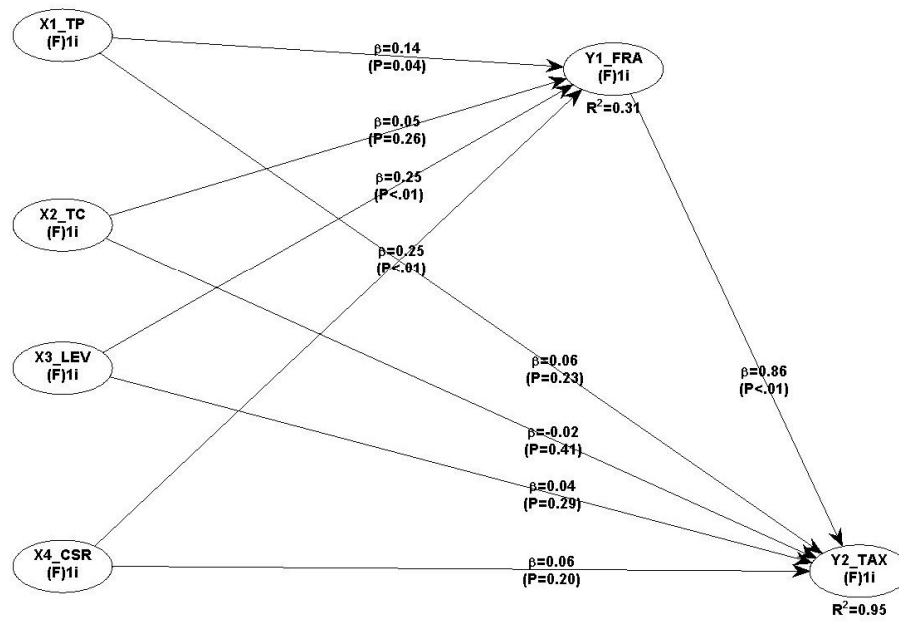 X1_TP
(F)1i
β=0.14
(P=0.04)
Y1_FRA
(F)1i
R²=0.31
β=0.05
(P=0.26)
β=0.25
(P<.01)
X2_TC
(F)1i
β=0.25
(P<.01)
X3_LEV
(F)1i
β=0.06
(P=0.23)
β=0.86
(P<.01)
β=-0.02
(P=0.41)
β=0.04
(P=0.29)
X4_CSR
(F)1i
β=0.06
(P=0.20)
Y2_TAX
(F)1i
R²=0.95